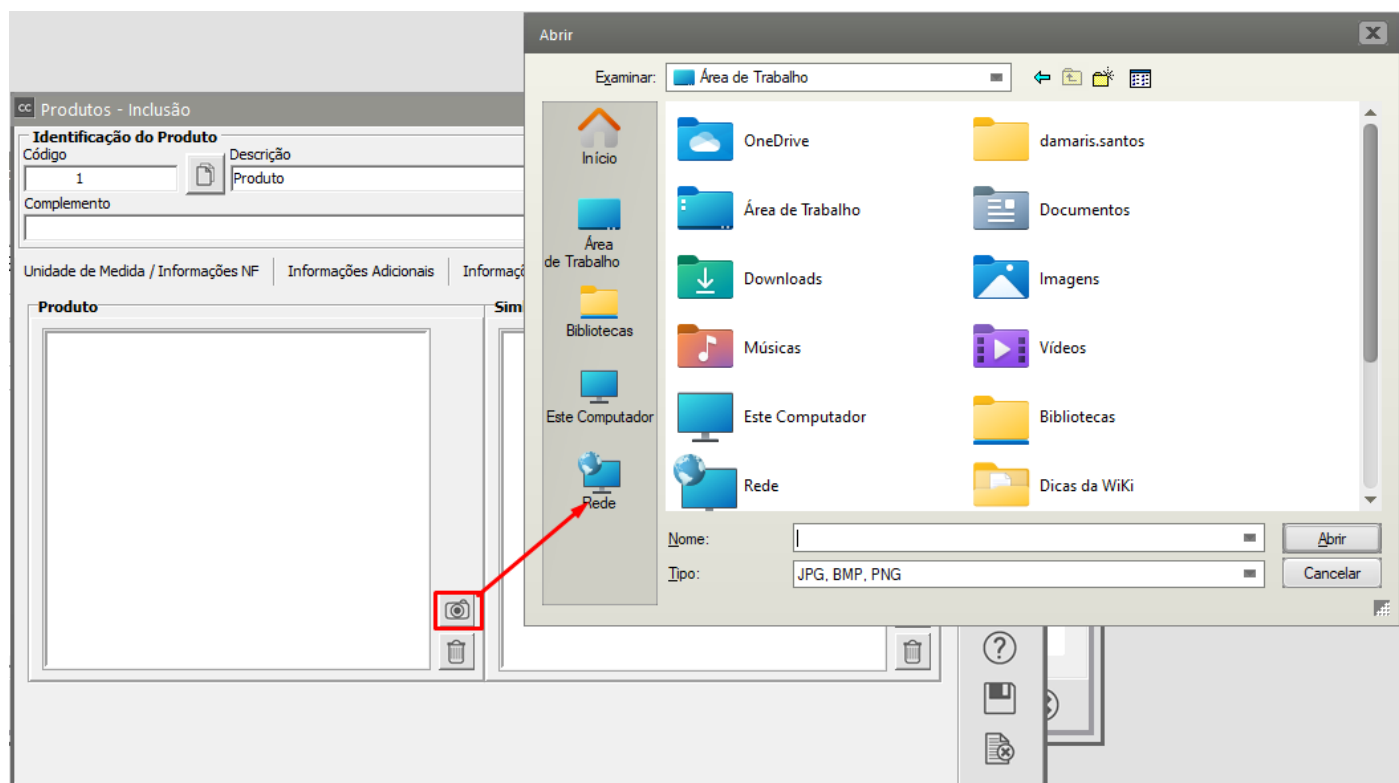 Abrir
Examinar:
Área de Trabalho
cc Produtos - Inclusão
Identificação do Produto
Código
Descrição
1
Produto
Complemento
Unidade de Medida / Informações NF
Informações Adicionais
Produto
Início
Área
de Trabalho
Bibliotecas
Este Computador
Rede
OneDrive
damaris.santos
Área de Trabalho
Documentos
Downloads
Imagens
Músicas
Vídeos
Este Computador
Bibliotecas
Rede
Dicas da WiKi
Nome:
Abrir
Tipo:
JPG, BMP, PNG
Cancelar